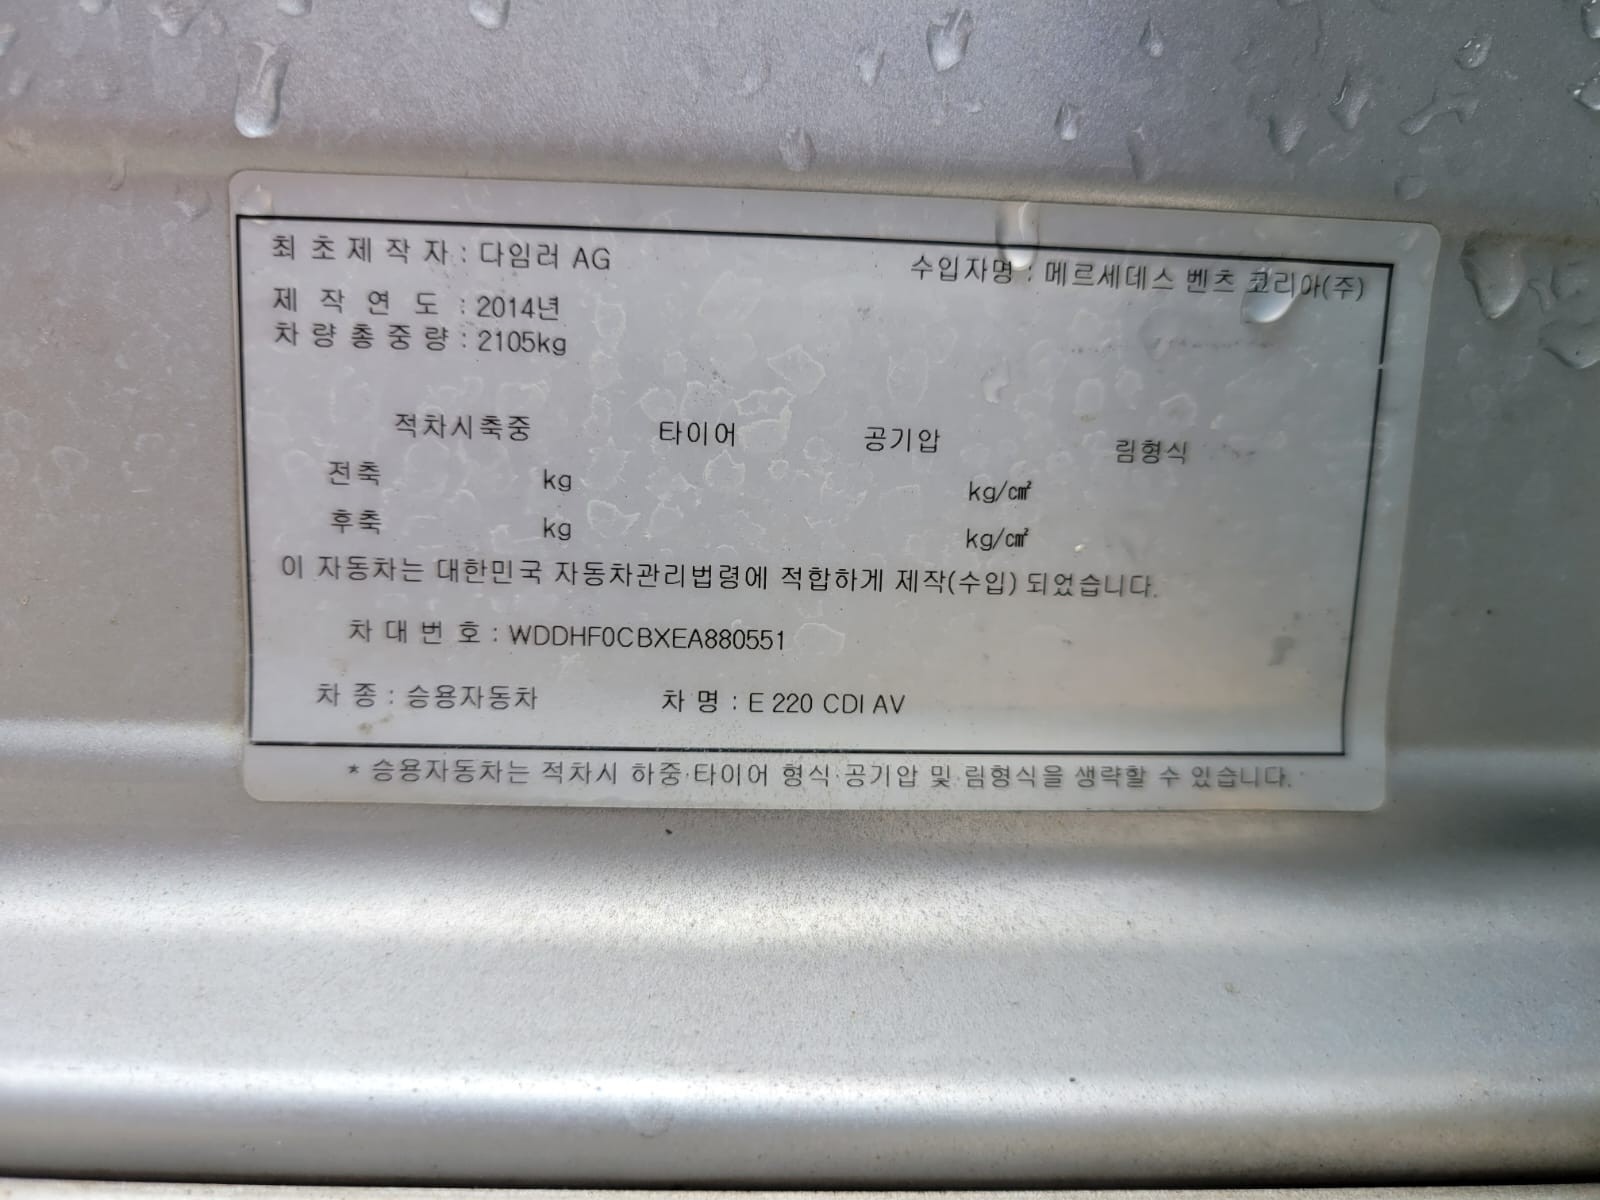 최초제작자 : 다임러 AG
수입자명 : 메르세데스 벤츠 코리아(주)
제작연도 : 2014년
차량총중량 : 2105kg
적차시축중 타이어 공기압 림형식
전축 kg kg/㎠
후축 kg kg/㎠
이 자동차는 대한민국 자동차관리법령에 적합하게 제작(수입) 되었습니다.
차대번호 : WDDHF0CBXEA880551
차종 : 승용자동차 차명 : E 220 CDI AV
* 승용자동차는 적차시 하중·타이어 형식·공기압 및 림형식을 생략할 수 있습니다.